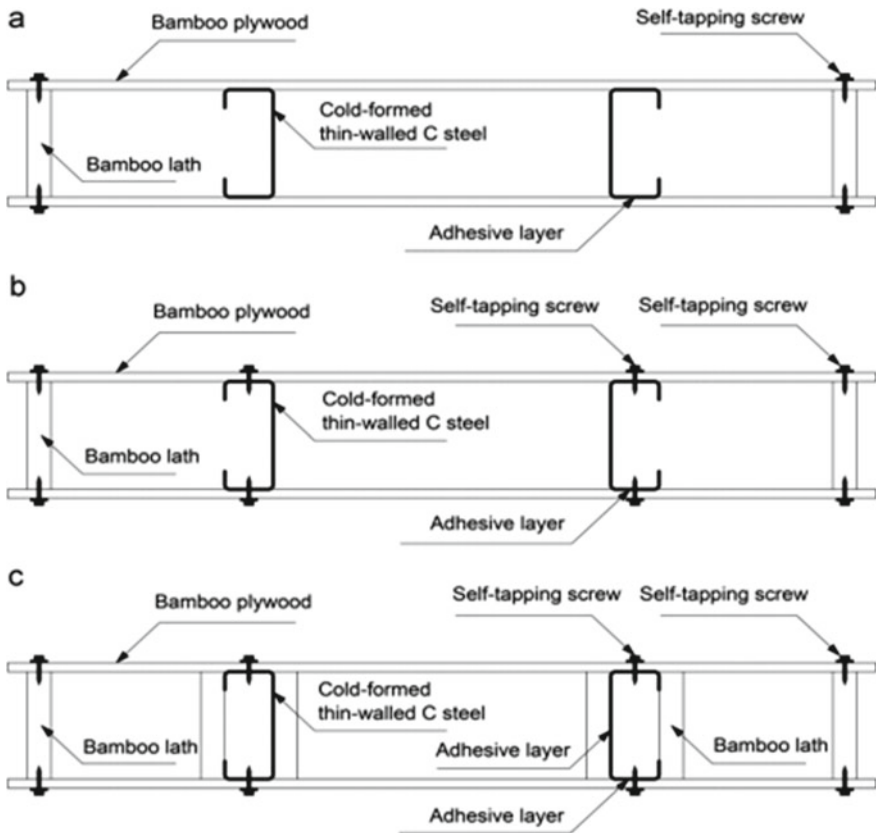 a
Bamboo plywood
Self-tapping screw
Cold-formed
thin-walled C steel
Bamboo lath
Adhesive layer
b
Bamboo plywood
Self-tapping screw
Self-tapping screw
Cold-formed
thin-walled C steel
Bamboo lath
Adhesive layer
c
Bamboo plywood
Self-tapping screw
Self-tapping screw
Cold-formed
thin-walled C steel
Bamboo lath
Adhesive layer
Bamboo lath
Adhesive layer